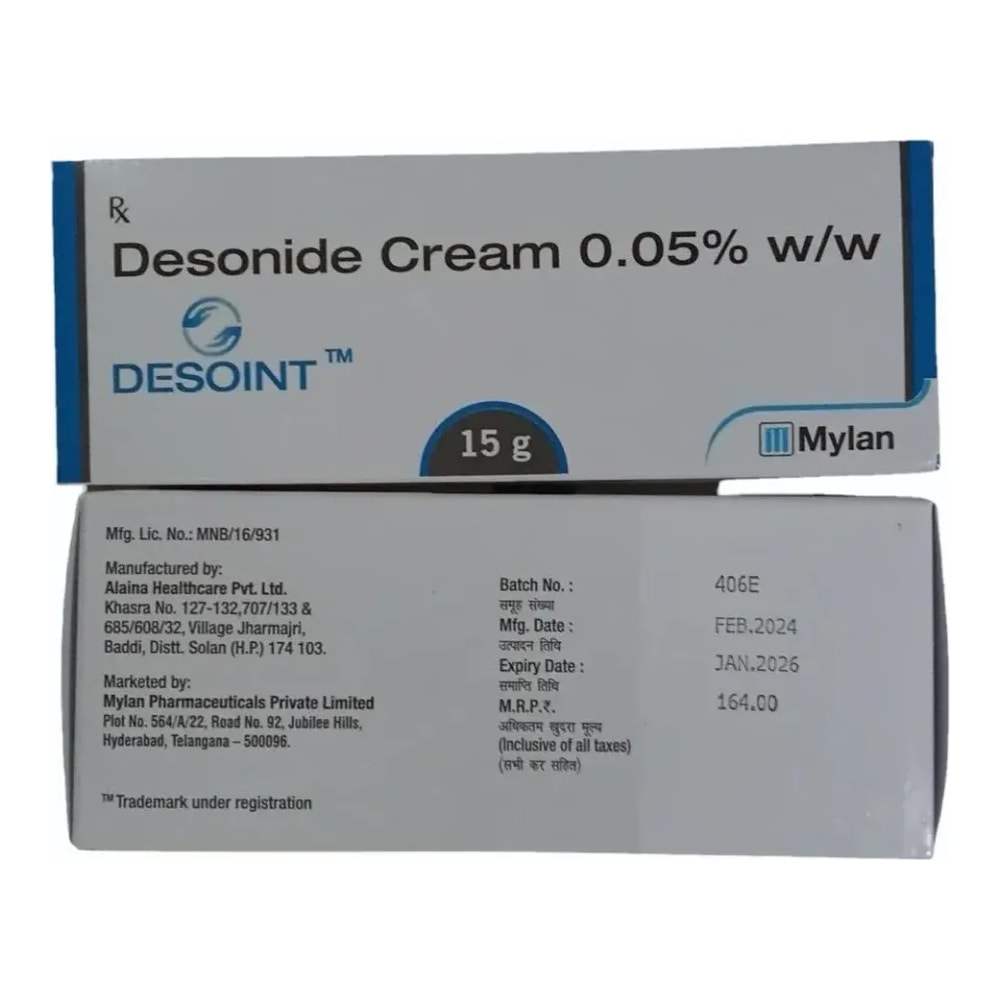 Rx
Desonide Cream 0.05% w/w
DESOINT™
15 g
Mylan
Mfg. Lic. No.: MNB/16/931
Manufactured by:
Alaina Healthcare Pvt. Ltd.
Khasra No. 127-132,707/133 &
685/608/32, Village Jharmajri,
Baddi, Distt. Solan (H.P.) 174 103.
Marketed by:
Mylan Pharmaceuticals Private Limited
Plot No. 564/A/22, Road No. 92, Jubilee Hills,
Hyderabad, Telangana – 500096.
™Trademark under registration
Batch No. : 406E
समूह संख्या
Mfg. Date : FEB.2024
उत्पादन तिथि
Expiry Date : JAN.2026
समाप्ति तिथि
M.R.P.₹. 164.00
अधिकतम खुदरा मूल्य
(Inclusive of all taxes)
(सभी कर सहित)